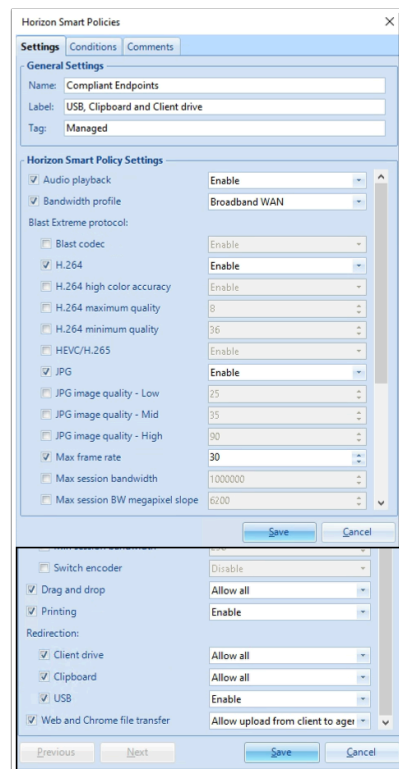 Horizon Smart Policies
Settings Conditions Comments
General Settings
Name: Compliant Endpoints
Label: USB, Clipboard and Client drive
Tag: Managed
Horizon Smart Policy Settings
Audio playback Enable
Bandwidth profile Broadband WAN
Blast Extreme protocol:
Blast codec Enable
H.264 Enable
H.264 high color accuracy Enable
H.264 maximum quality 8
H.264 minimum quality 36
HEVC/H.265 Enable
JPG Enable
JPG image quality - Low 25
JPG image quality - Mid 35
JPG image quality - High 90
Max frame rate 30
Max session bandwidth 1000000
Max session BW megapixel slope 6200
Save Cancel
Switch encoder Disable
Drag and drop Allow all
Printing Enable
Redirection:
Client drive Allow all
Clipboard Allow all
USB Enable
Web and Chrome file transfer Allow upload from client to ager
Previous Next Save Cancel